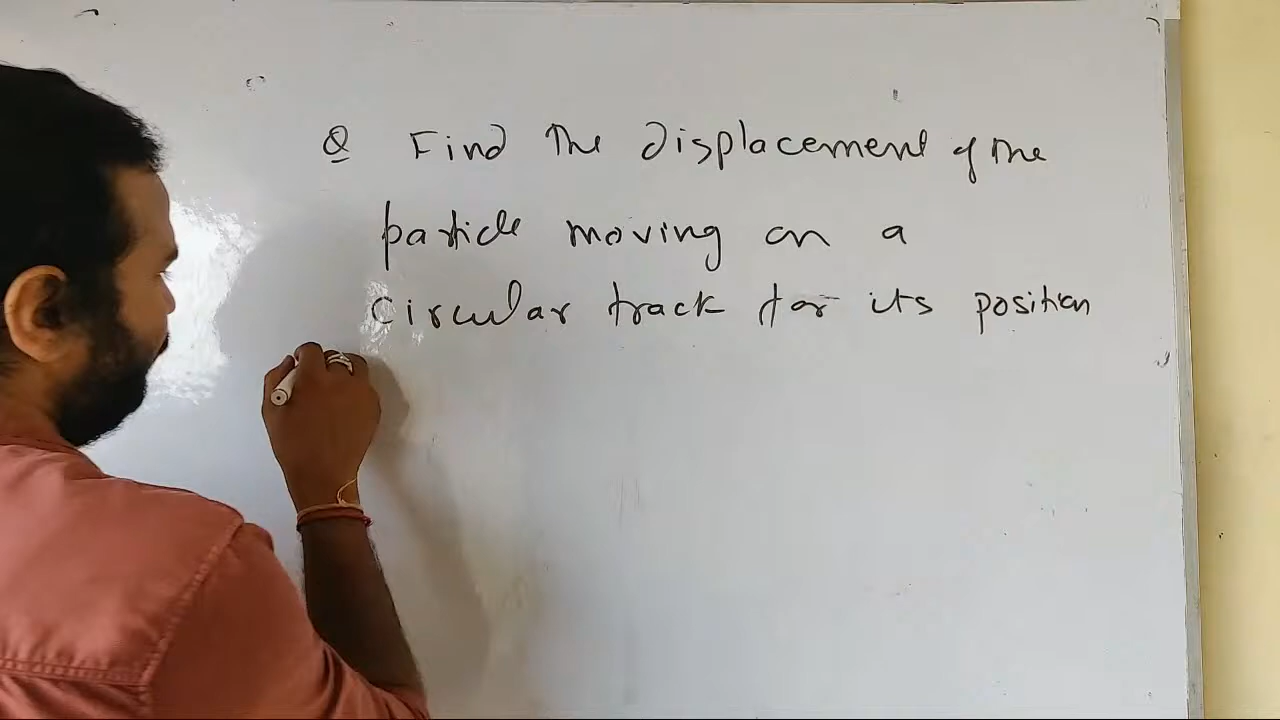 Q Find the displacement of the
particle moving on a
circular track for its position